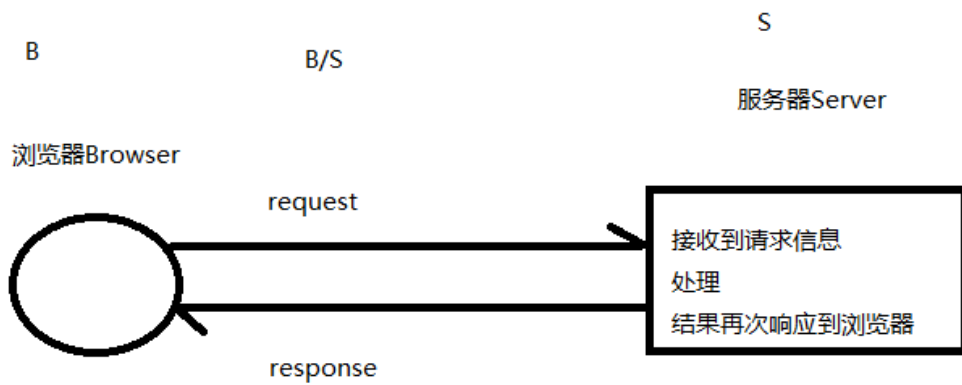 B
B/S
S
服务器Server
浏览器Browser
request
接收到请求信息
处理
结果再次响应到浏览器
response